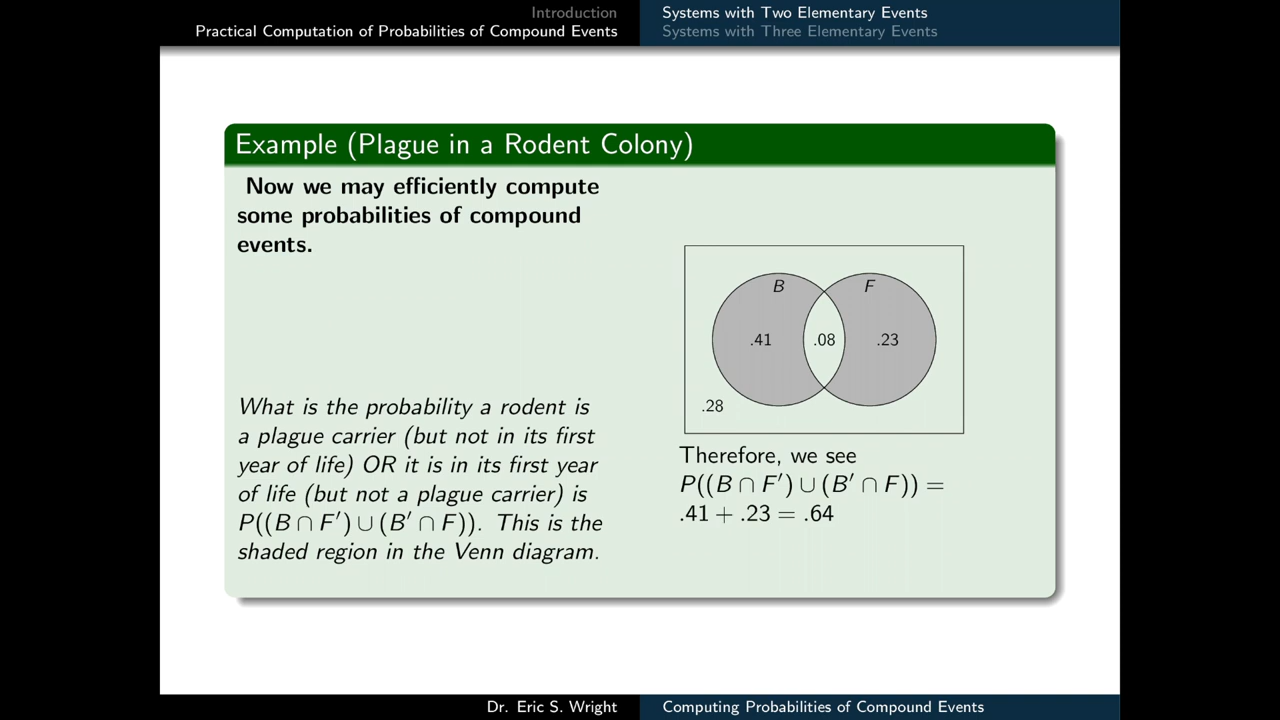 Introduction
Practical Computation of Probabilities of Compound Events
Systems with Two Elementary Events
Systems with Three Elementary Events
Example (Plague in a Rodent Colony)
Now we may efficiently compute
some probabilities of compound
events.
What is the probability a rodent is
a plague carrier (but not in its first
year of life) OR it is in its first year
of life (but not a plague carrier) is
P((B ∩ F′) ∪ (B′ ∩ F)). This is the
shaded region in the Venn diagram.
B
F
.41
.08
.23
.28
Therefore, we see
P((B ∩ F′) ∪ (B′ ∩ F)) =
.41 + .23 = .64
Dr. Eric S. Wright
Computing Probabilities of Compound Events